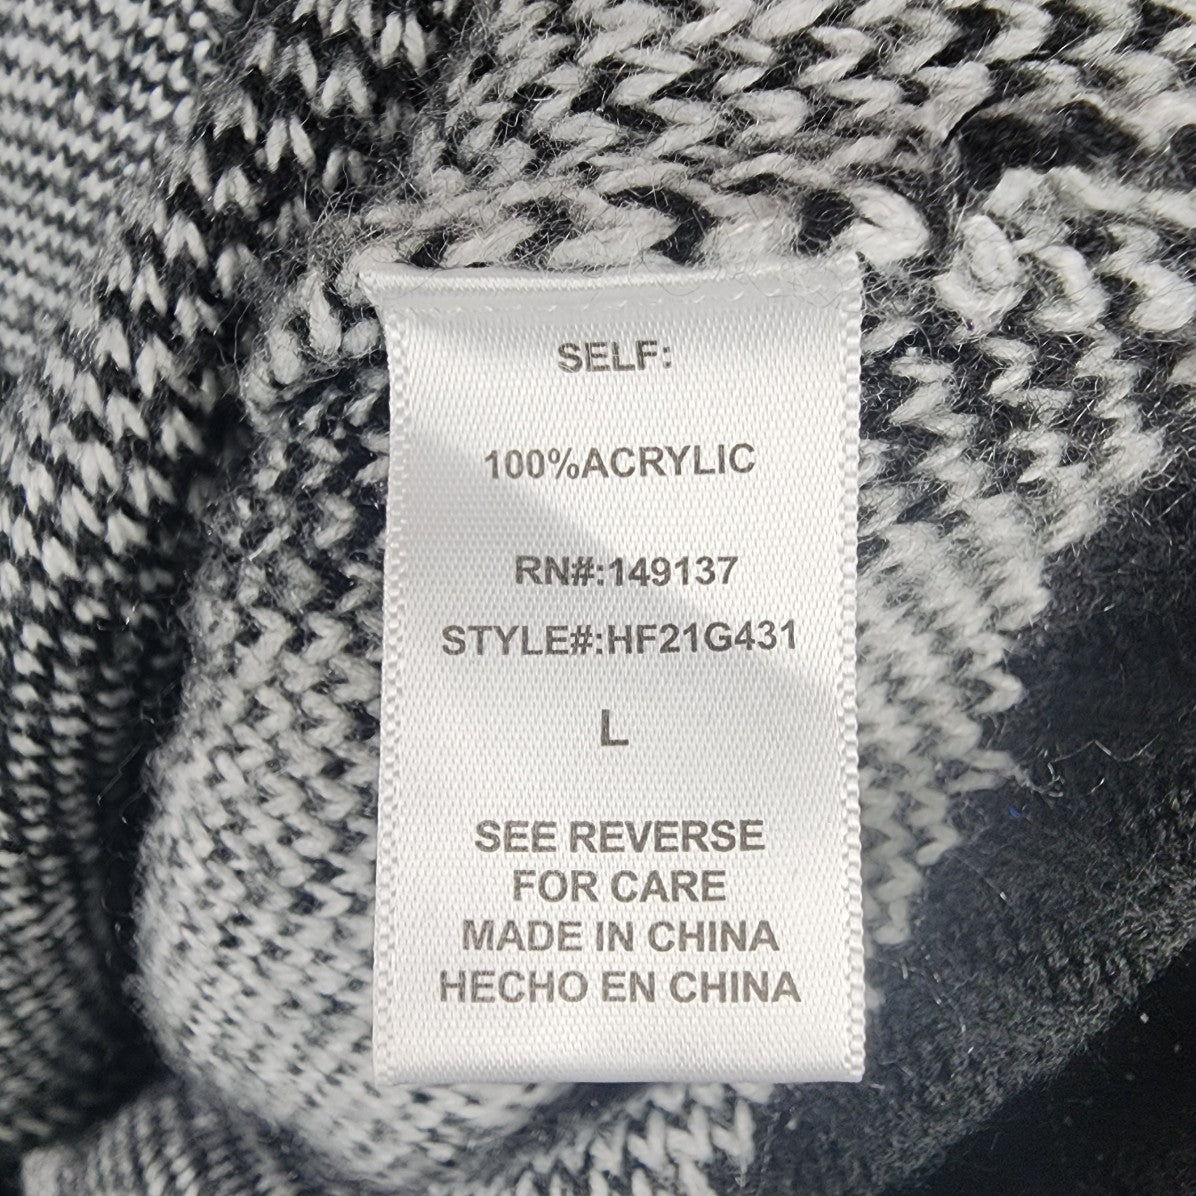 SELF:
100%ACRYLIC
RN#:149137
STYLE#:HF21G431
L
SEE REVERSE
FOR CARE
MADE IN CHINA
HECHO EN CHINA